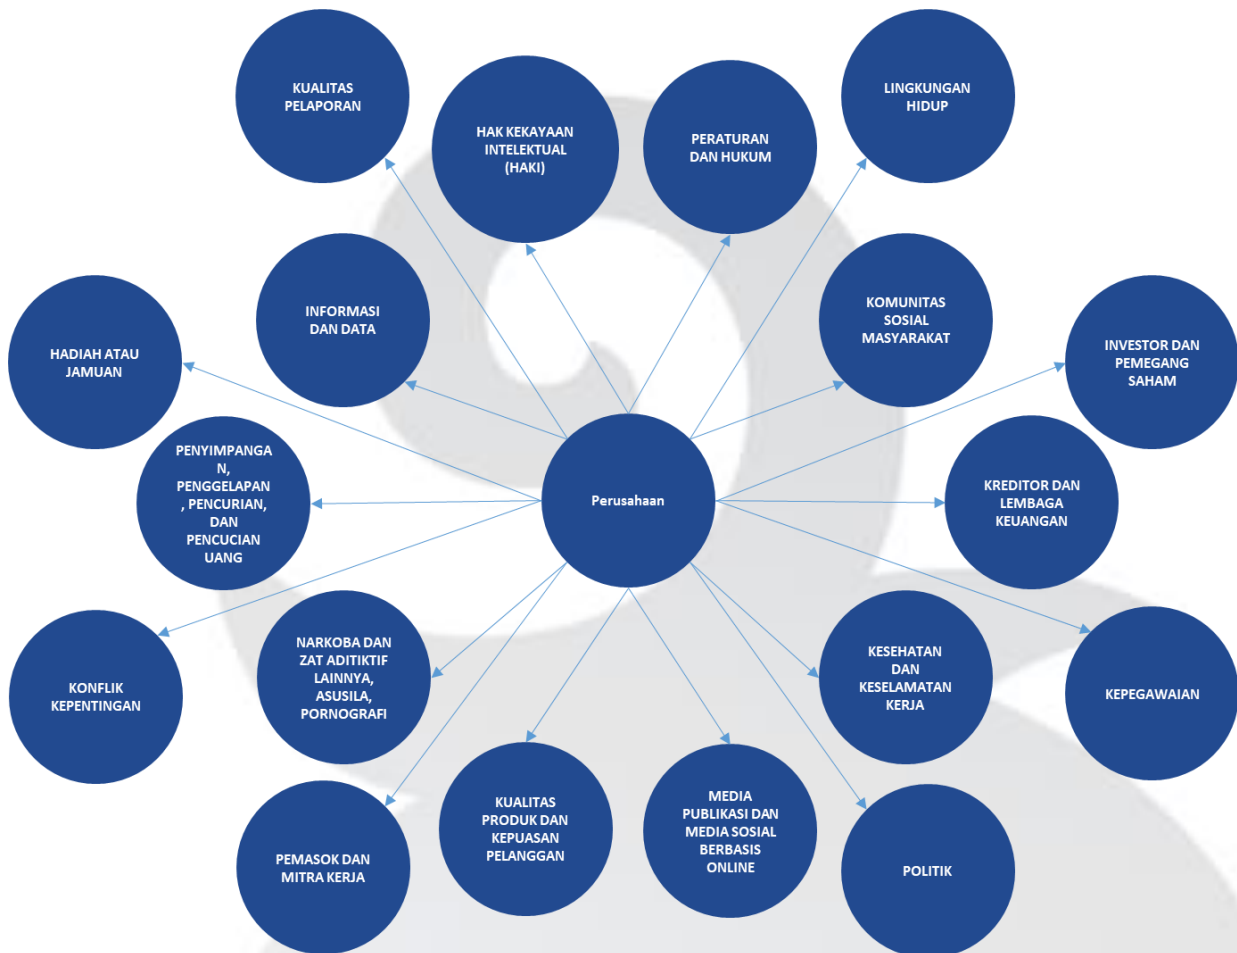 KUALITAS
PELAPORAN
HAK KEKAYAAN
INTELEKTUAL
(HAKI)
PERATURAN
DAN HUKUM
LINGKUNGAN
HIDUP
INFORMASI
DAN DATA
KOMUNITAS
SOSIAL
MASYARAKAT
HADIAH ATAU
JAMUAN
INVESTOR DAN
PEMEGANG
SAHAM
PENYIMPANGA
N,
PENGGELAPAN
, PENCURIAN,
DAN
PENCUCIAN
UANG
Perusahaan
KREDITOR DAN
LEMBAGA
KEUANGAN
KONFLIK
KEPENTINGAN
NARKOBA DAN
ZAT ADITIKTIF
LAINNYA,
ASUSILA,
PORNOGRAFI
KESEHATAN
DAN
KESELAMATAN
KERJA
KEPEGAWAIAN
PEMASOK DAN
MITRA KERJA
KUALITAS
PRODUK DAN
KEPUASAN
PELANGGAN
MEDIA
PUBLIKASI DAN
MEDIA SOSIAL
BERBASIS
ONLINE
POLITIK